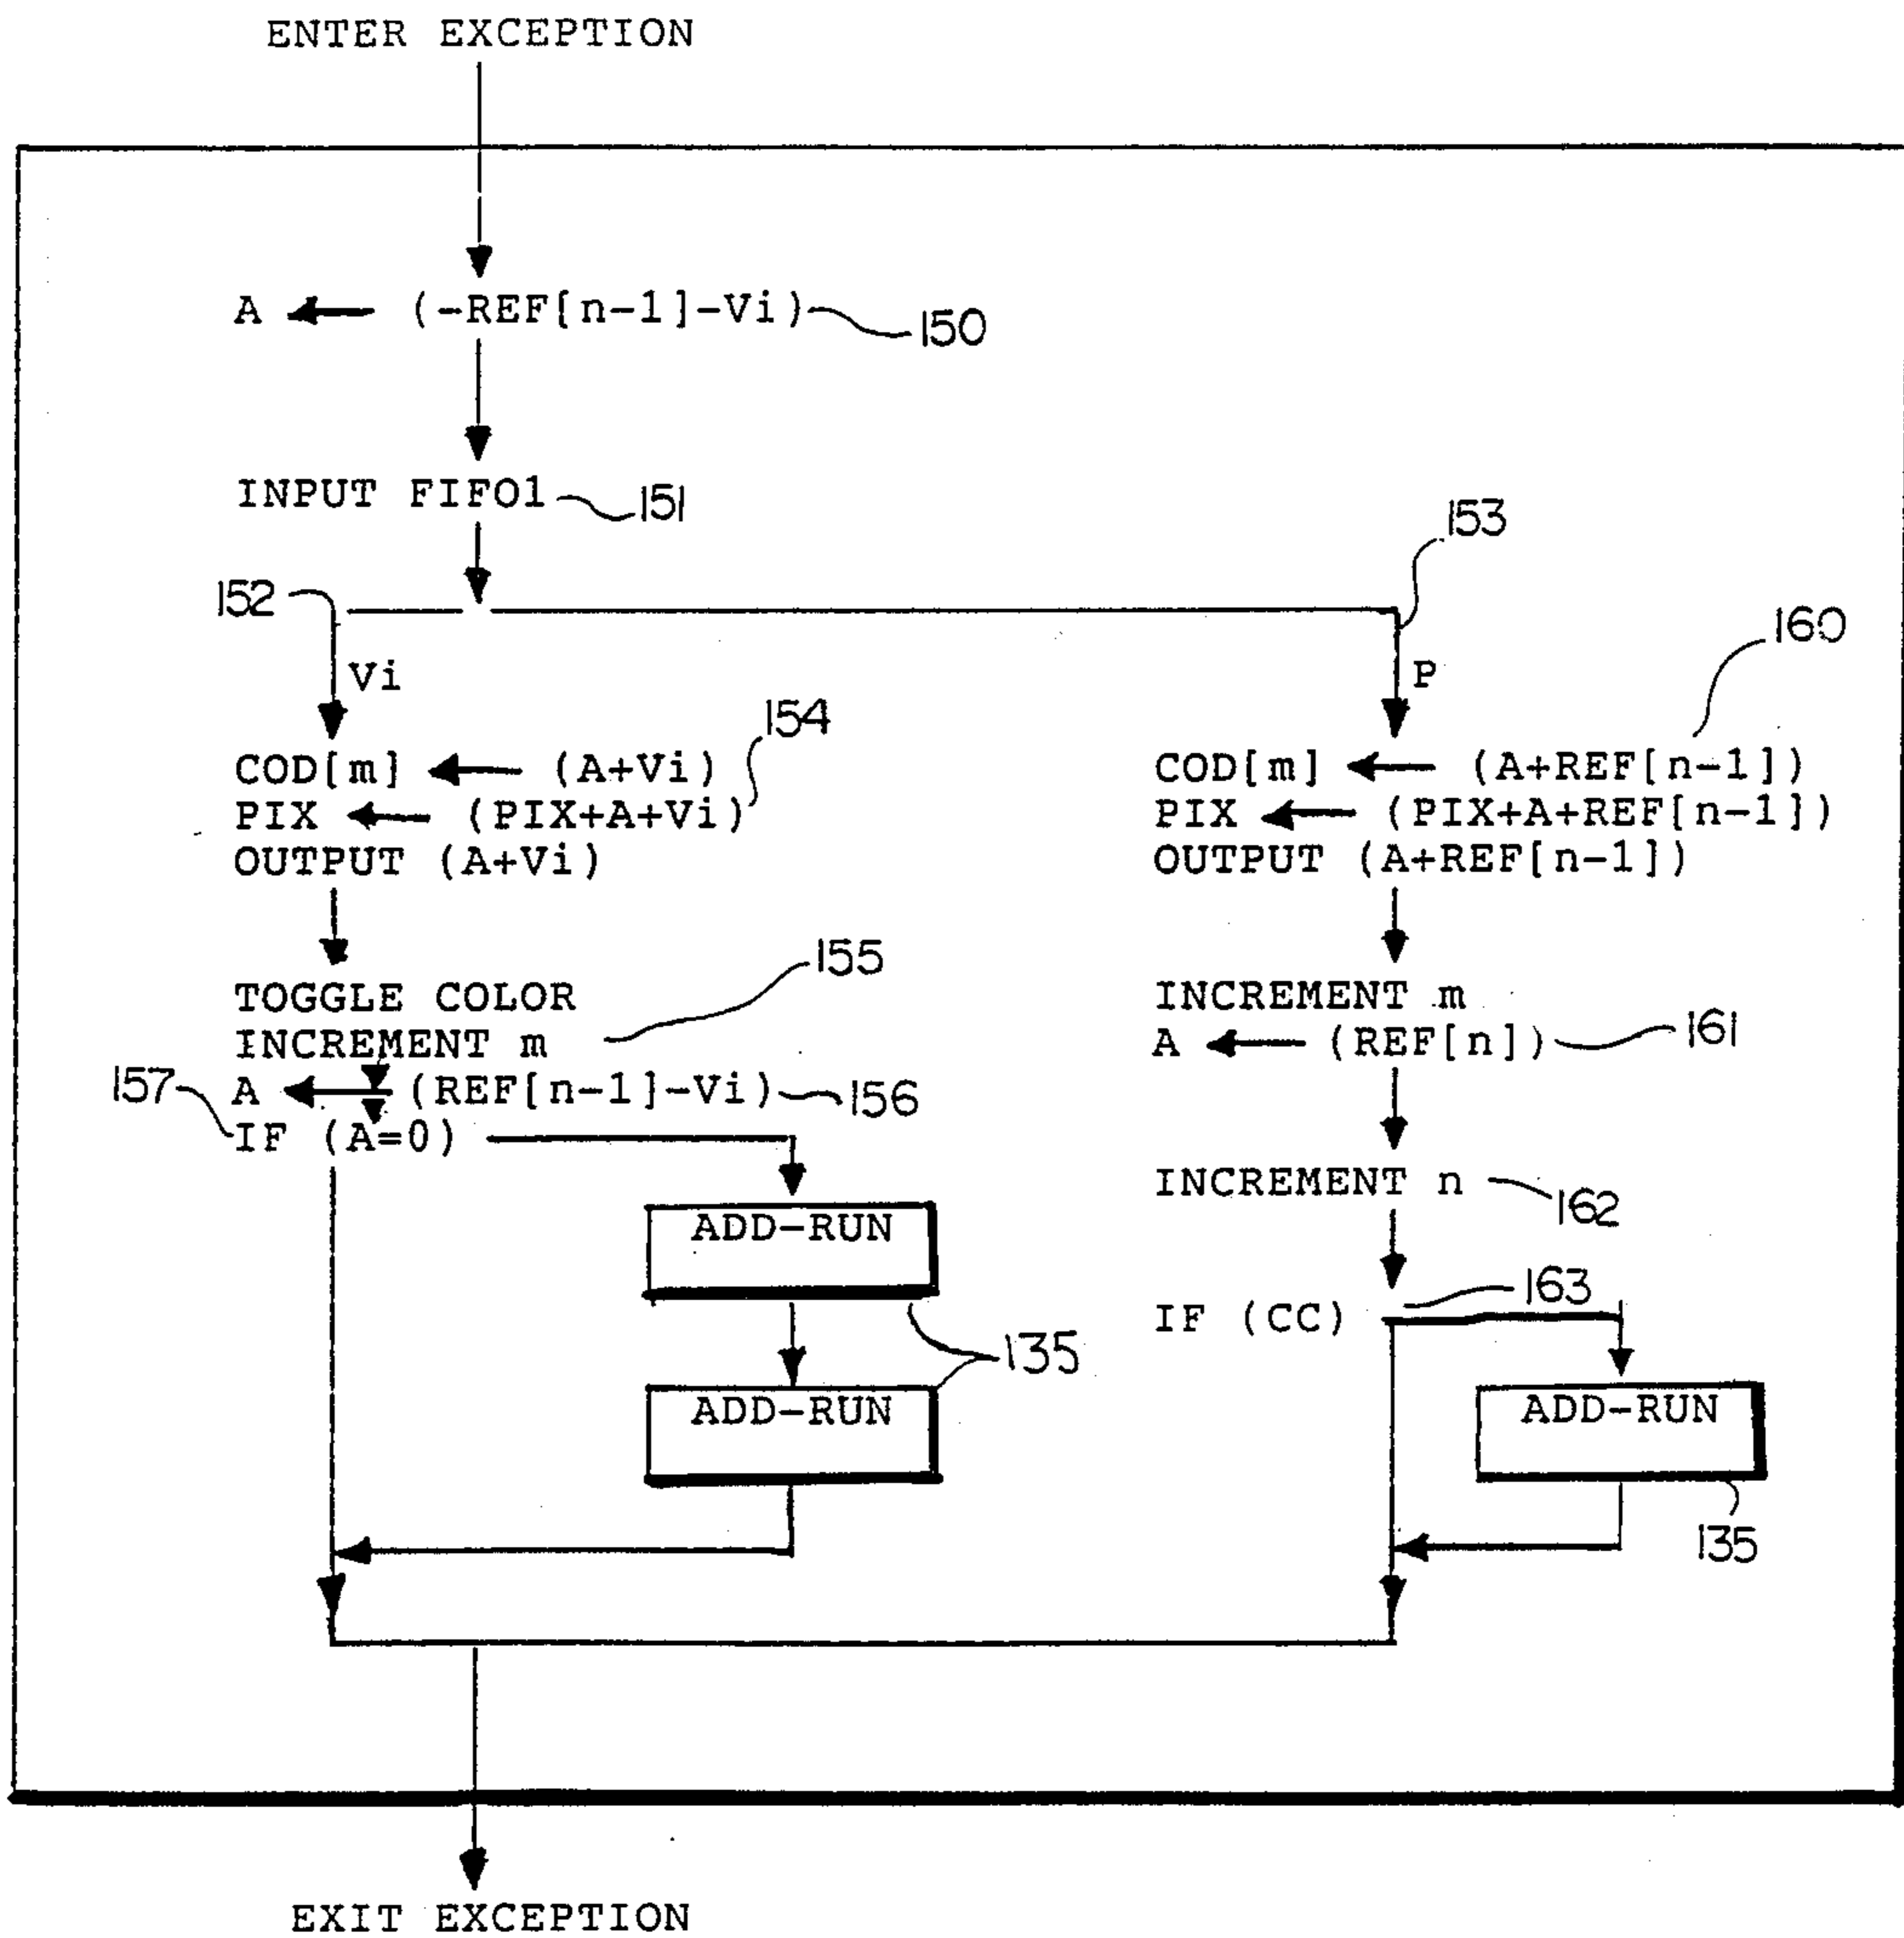 ENTER EXCEPTION
A ← (-REF[n-1]-Vi) 150
INPUT FIFO1 151
153
152
160
Vi
P
154
COD[m] ← (A+Vi)
PIX ← (PIX+A+Vi)
OUTPUT (A+Vi)
COD[m] ← (A+REF[n-1])
PIX ← (PIX+A+REF[n-1])
OUTPUT (A+REF[n-1])
155
TOGGLE COLOR
INCREMENT m
157 A ← (REF[n-1]-Vi) 156
IF (A=0)
INCREMENT m
A ← (REF[n]) 161
INCREMENT n 162
ADD-RUN
163
IF (CC)
135
ADD-RUN
ADD-RUN
135
EXIT EXCEPTION